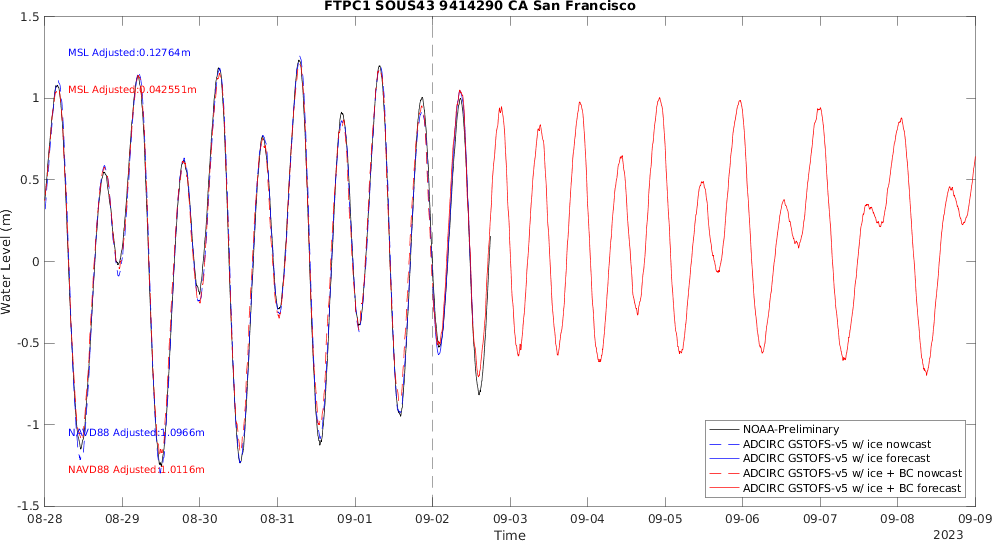 FTPC1 SOUS43 9414290 CA San Francisco
1.5
1
0.5
0
-0.5
-1
-1.5
Water Level (m)
MSL Adjusted:0.12764m
MSL Adjusted:0.042551m
NAVD88 Adjusted:1.0966m
NAVD88 Adjusted:1.0116m
NOAA-Preliminary
ADCIRC GSTOFS-v5 w/ ice nowcast
ADCIRC GSTOFS-v5 w/ ice forecast
ADCIRC GSTOFS-v5 w/ ice + BC nowcast
ADCIRC GSTOFS-v5 w/ ice + BC forecast
08-28 08-29 08-30 08-31 09-01 09-02 09-03 09-04 09-05 09-06 09-07 09-08 09-09
Time
2023